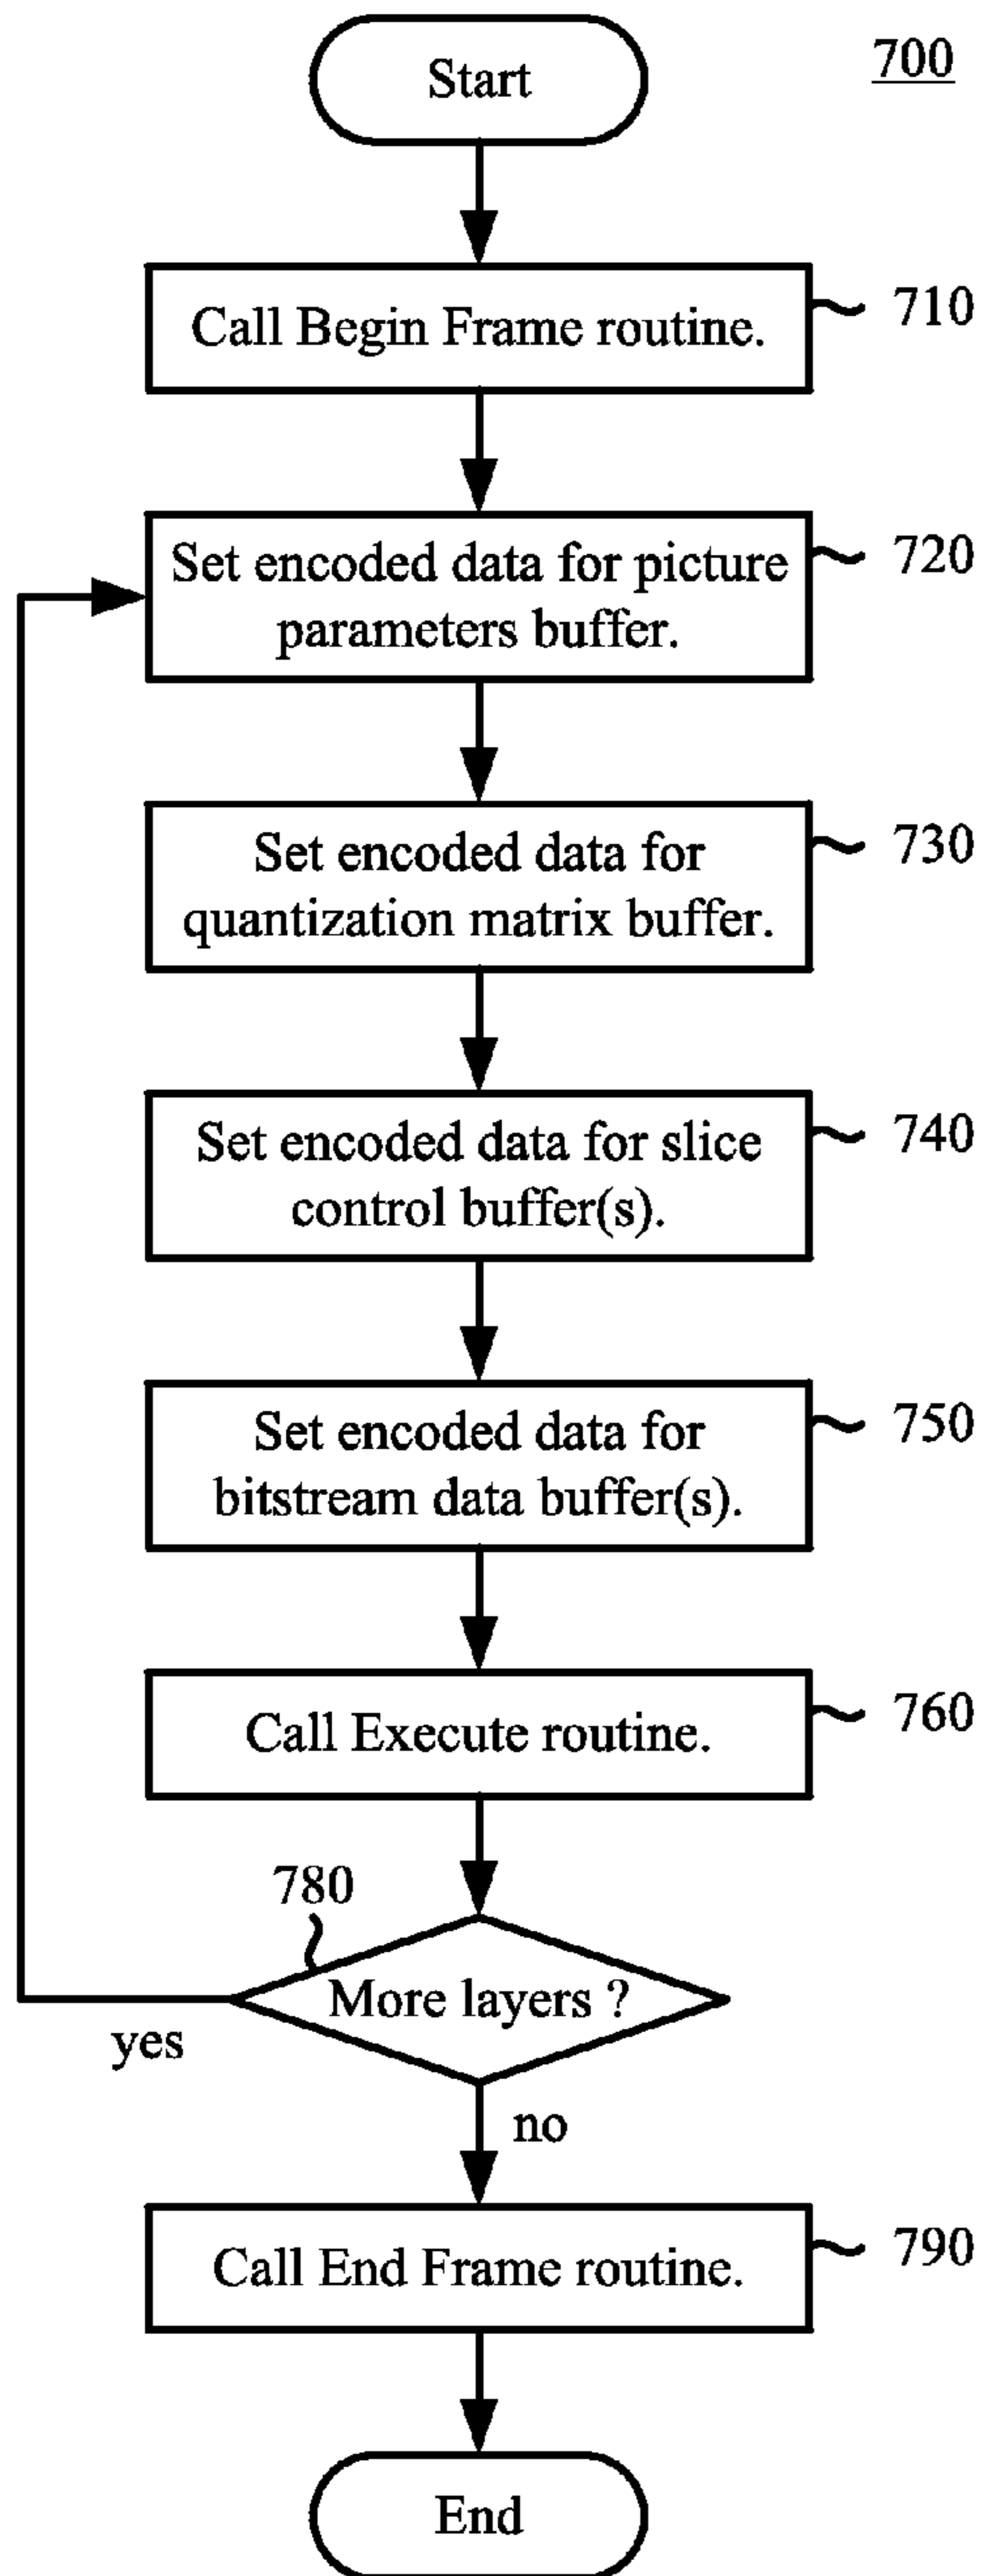 Start
700
Call Begin Frame routine.
710
Set encoded data for picture
parameters buffer.
720
Set encoded data for
quantization matrix buffer.
730
Set encoded data for slice
control buffer(s).
740
Set encoded data for
bitstream data buffer(s).
750
Call Execute routine.
760
780
More layers ?
yes
no
Call End Frame routine.
790
End